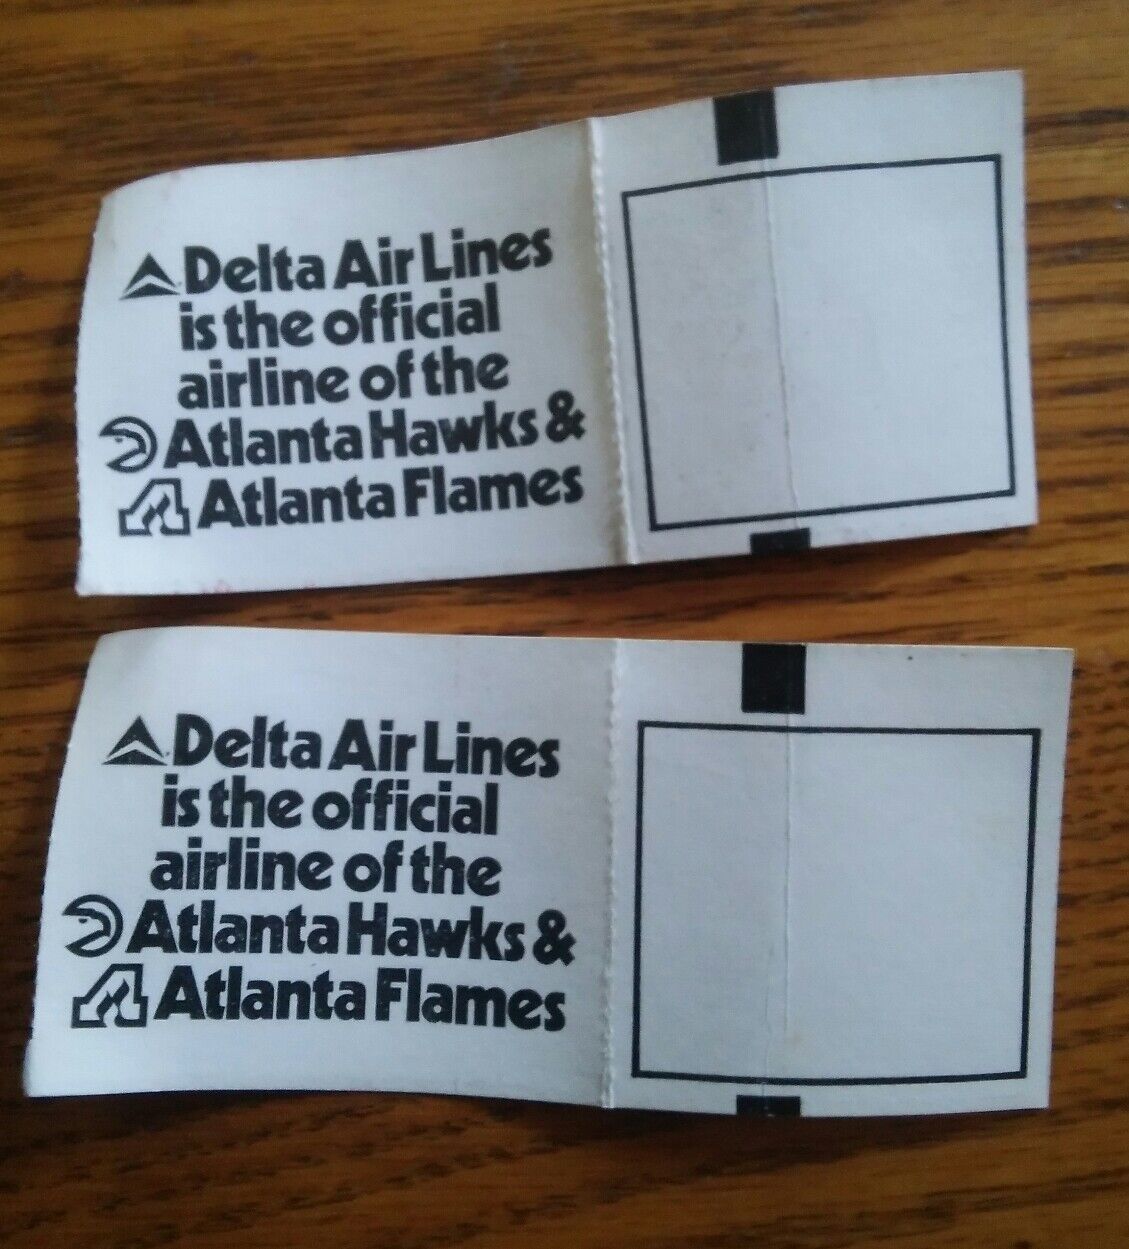 Delta Air Lines
is the official
airline of the
Atlanta Hawks &
Atlanta Flames
Delta Air Lines
is the official
airline of the
Atlanta Hawks &
Atlanta Flames